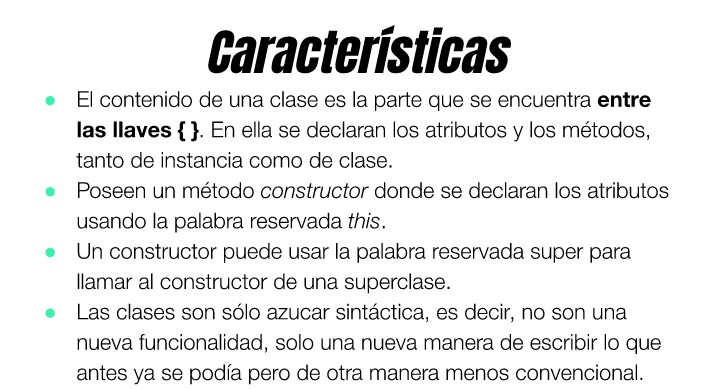 Características
● El contenido de una clase es la parte que se encuentra entre
las llaves { }. En ella se declaran los atributos y los métodos,
tanto de instancia como de clase.
● Poseen un método constructor donde se declaran los atributos
usando la palabra reservada this.
● Un constructor puede usar la palabra reservada super para
llamar al constructor de una superclase.
● Las clases son sólo azucar sintáctica, es decir, no son una
nueva funcionalidad, solo una nueva manera de escribir lo que
antes ya se podía pero de otra manera menos convencional.